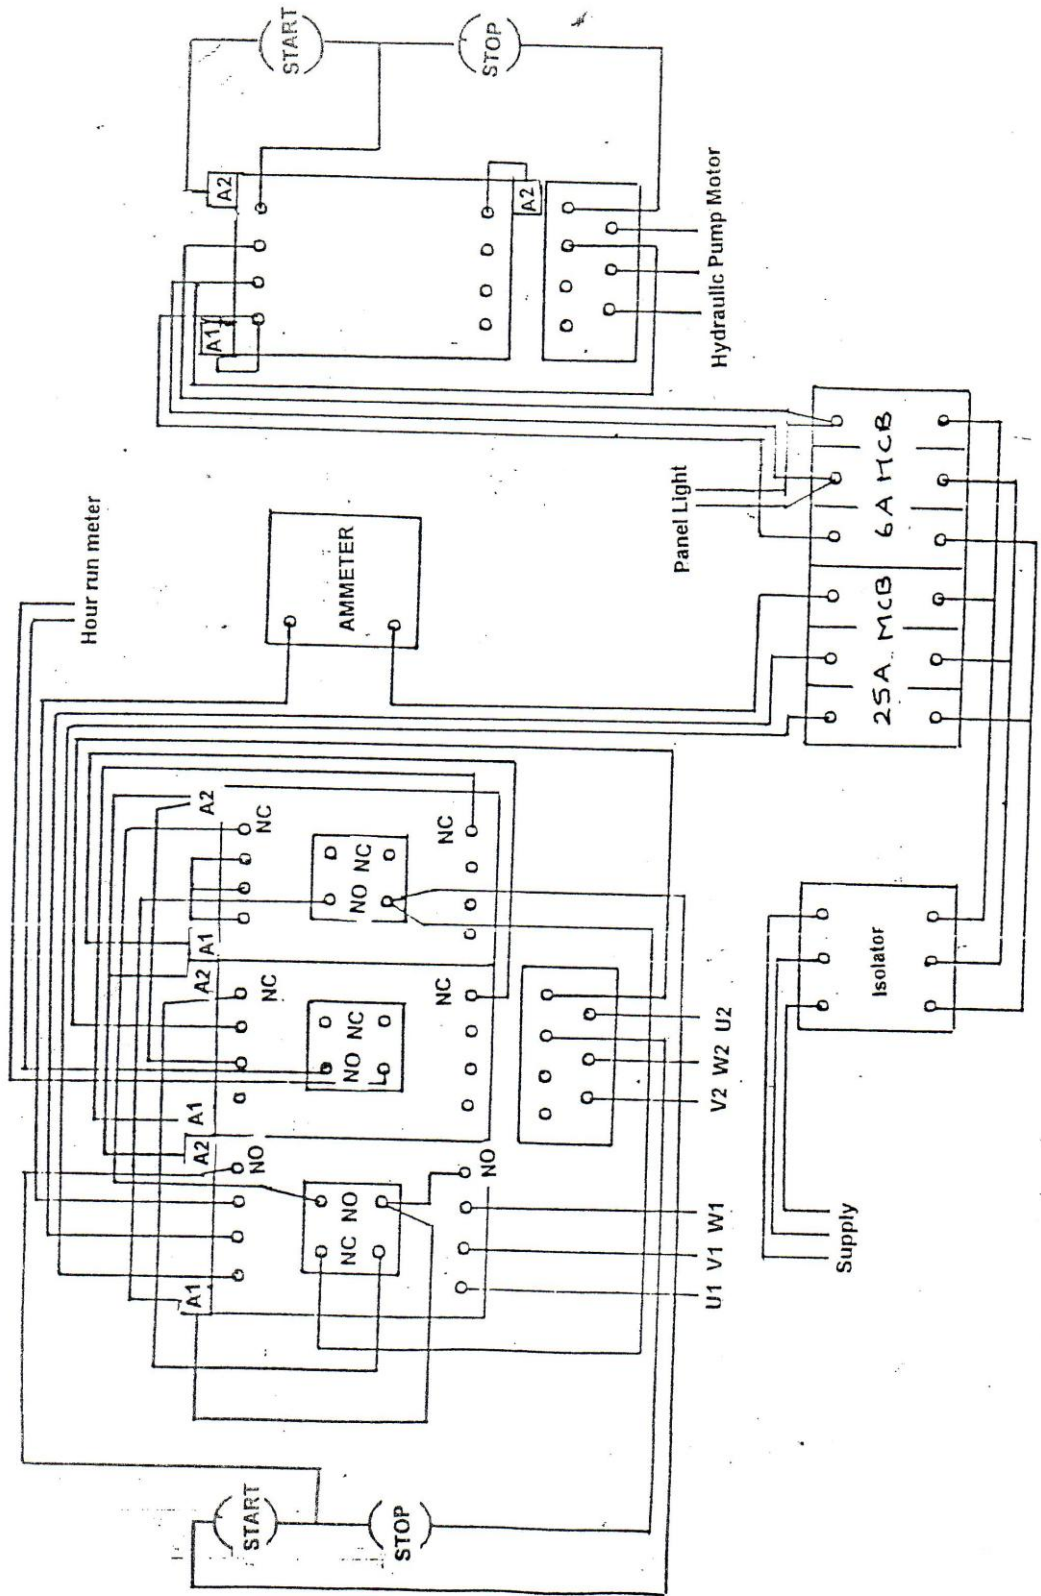 Hour run meter
A1 A2 A1 A2 A1 A2 A1 A2
START NO NC NC START
NC NO NO NC NO NC AMMETER
STOP NO NC NC STOP
A2
Panel Light
U1 V1 W1 V2 W2 U2 Hydraulic Pump Motor
Supply
Isolator 25A MCB 6A MCB